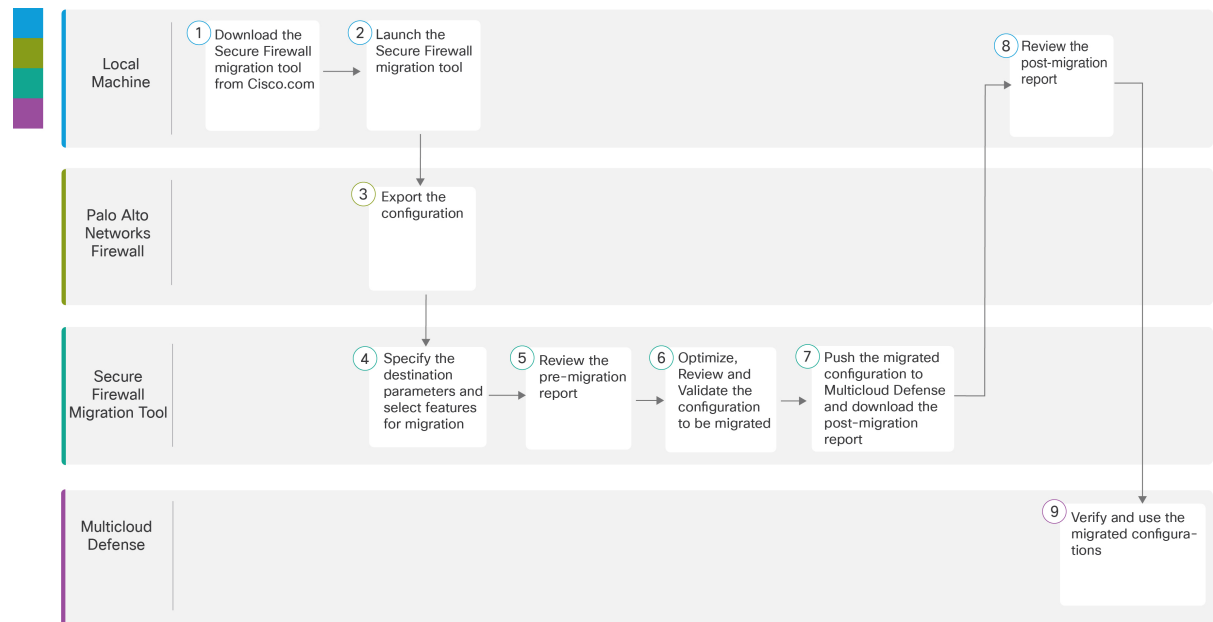 Local
Machine
1
Download the
Secure Firewall
migration tool
from Cisco.com
2
Launch the
Secure Firewall
migration tool
8
Review the
post-migration
report
Palo Alto
Networks
Firewall
3
Export the
configuration
Secure
Firewall
Migration Tool
4
Specify the
destination
parameters and
select features
for migration
5
Review the
pre-migration
report
6
Optimize,
Review and
Validate the
configuration
to be migrated
7
Push the migrated
configuration to
Multicloud Defense
and download the
post-migration
report
Multicloud
Defense
9
Verify and use the
migrated configura-
tions